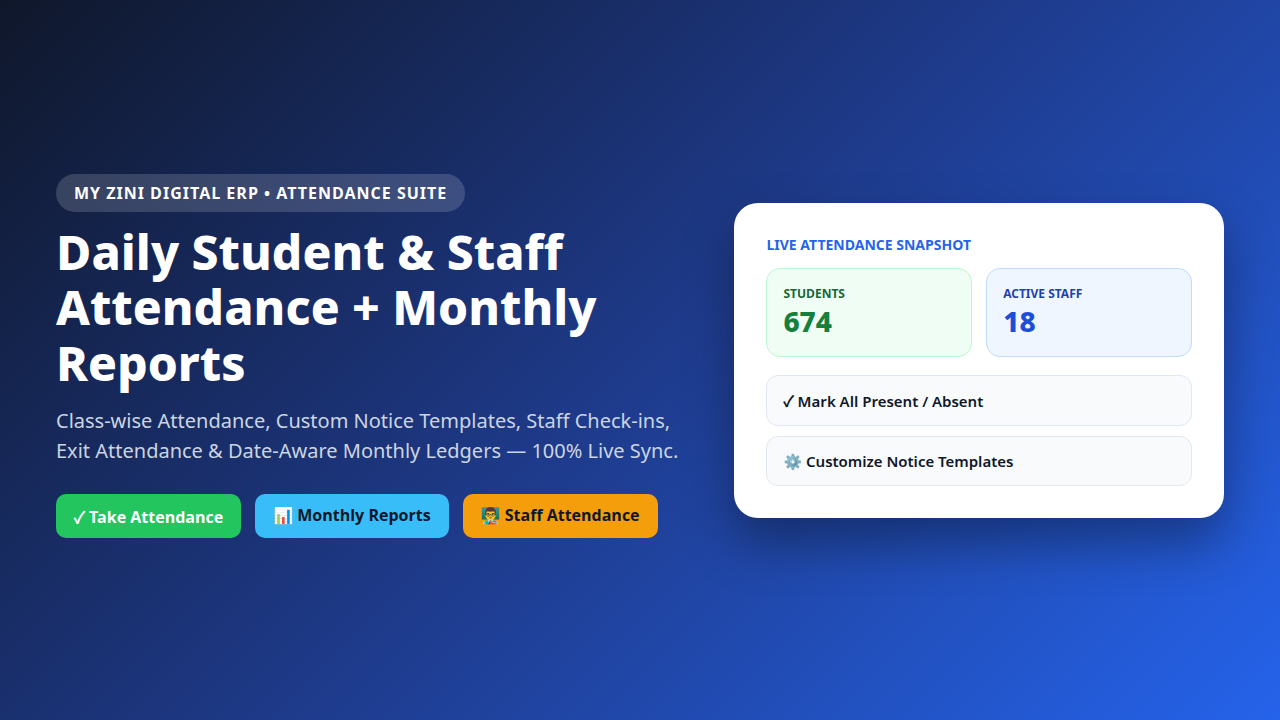 MY ZINI DIGITAL ERP • ATTENDANCE SUITE
Daily Student & Staff
Attendance + Monthly
Reports
Class-wise Attendance, Custom Notice Templates, Staff Check-ins,
Exit Attendance & Date-Aware Monthly Ledgers — 100% Live Sync.
✓ Take Attendance
📊 Monthly Reports
👨‍🏫 Staff Attendance
LIVE ATTENDANCE SNAPSHOT
STUDENTS
674
ACTIVE STAFF
18
✓ Mark All Present / Absent
⚙️ Customize Notice Templates